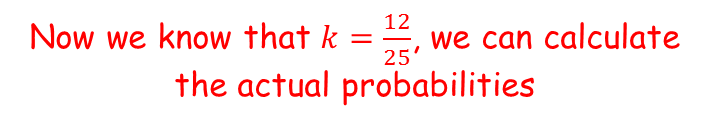 Now we know that k = 12/25, we can calculate
the actual probabilities